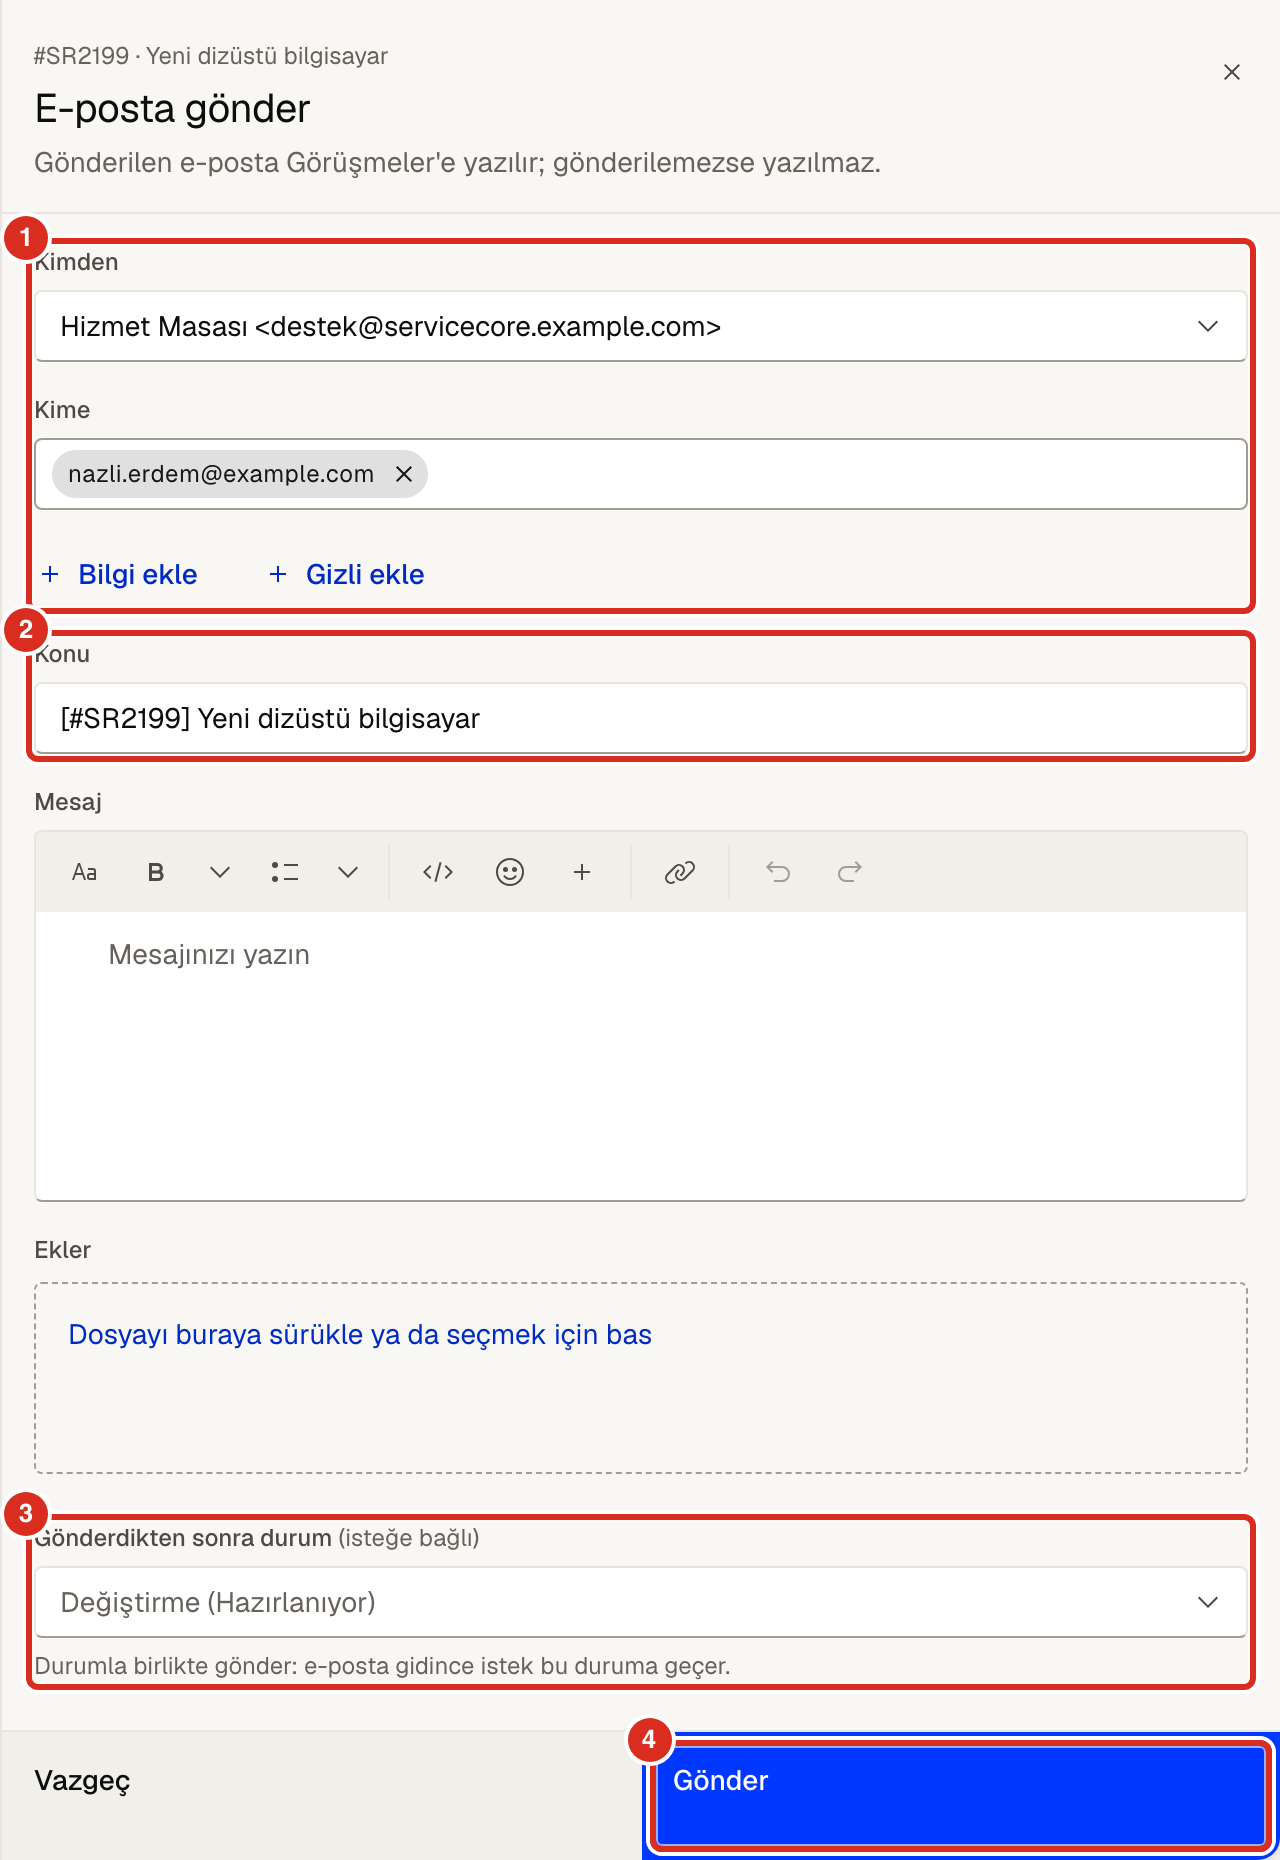 #SR2199 · Yeni dizüstü bilgisayar
E-posta gönder
Gönderilen e-posta Görüşmeler'e yazılır; gönderilemezse yazılmaz.
1
Kimden
Hizmet Masası <destek@servicecore.example.com>
Kime
nazli.erdem@example.com
+ Bilgi ekle + Gizli ekle
2
Konu
[#SR2199] Yeni dizüstü bilgisayar
Mesaj
Aa B </> +
Mesajınızı yazın
Ekler
Dosyayı buraya sürükle ya da seçmek için bas
3
Gönderdikten sonra durum (isteğe bağlı)
Değiştirme (Hazırlanıyor)
Durumla birlikte gönder: e-posta gidince istek bu duruma geçer.
4
Vazgeç Gönder